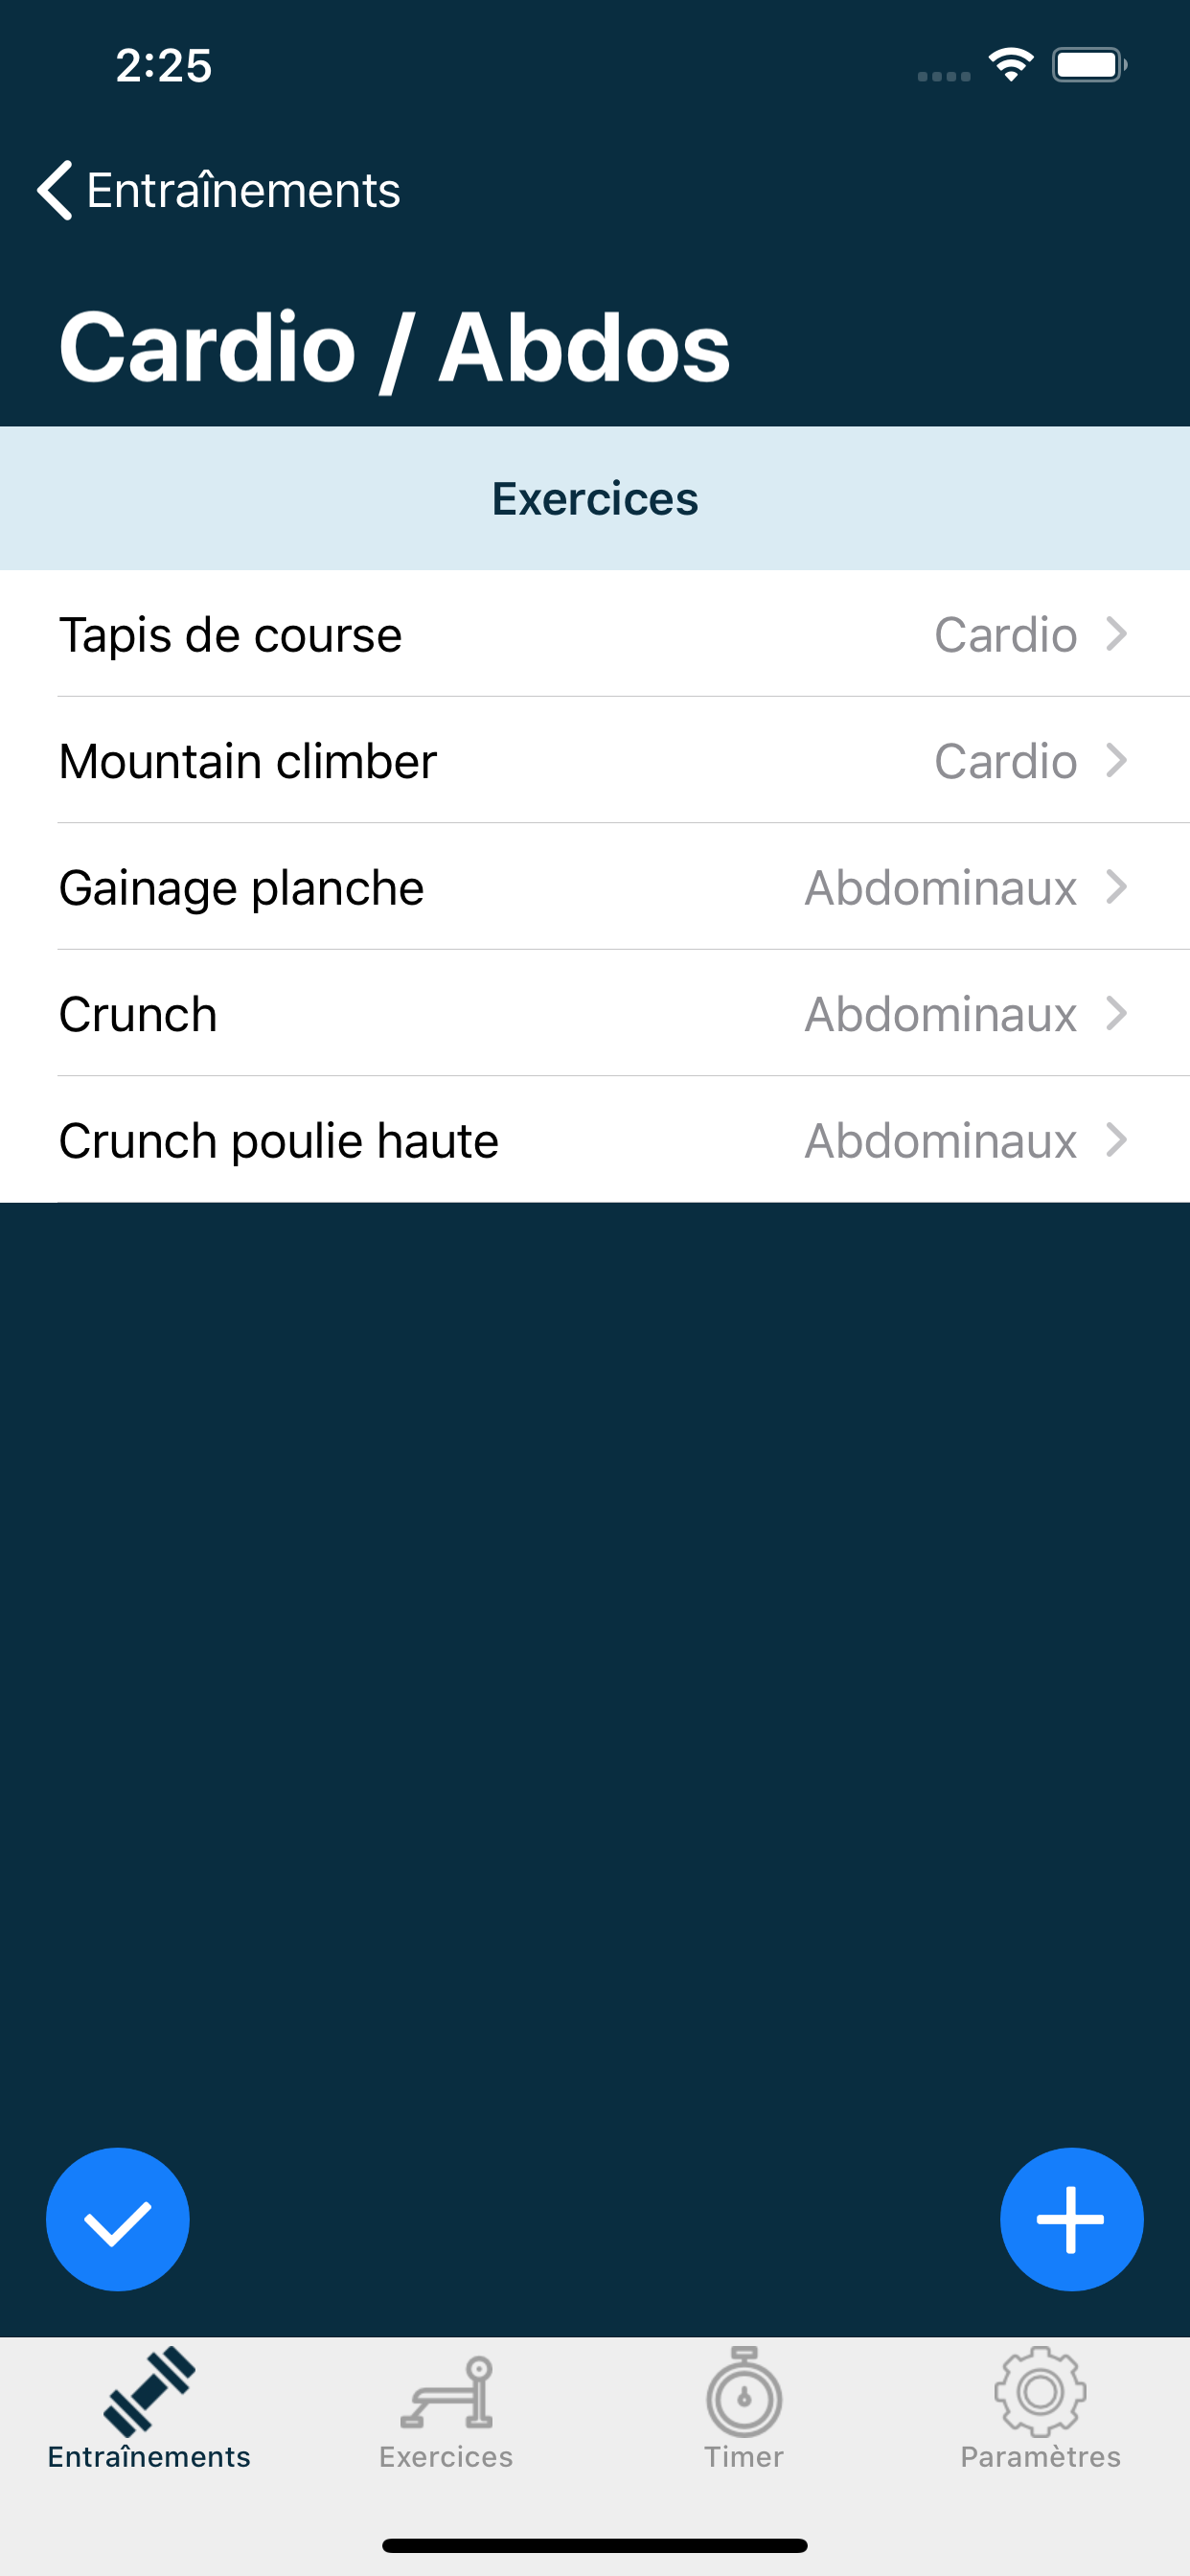 2:25
Entraînements
Cardio / Abdos
Exercices
Tapis de course Cardio
Mountain climber Cardio
Gainage planche Abdominaux
Crunch Abdominaux
Crunch poulie haute Abdominaux
Entraînements Exercices Timer Paramètres